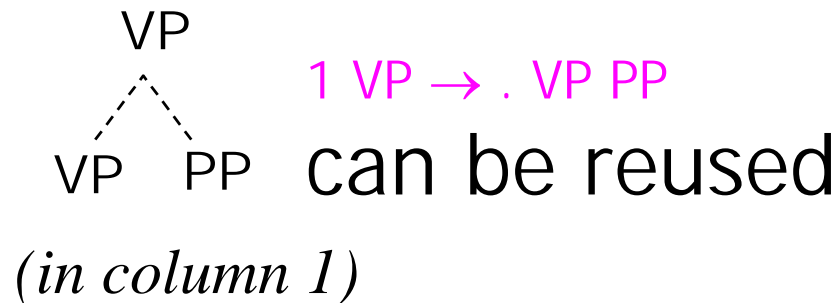 VP
1 VP → . VP PP
VP PP
can be reused
(in column 1)